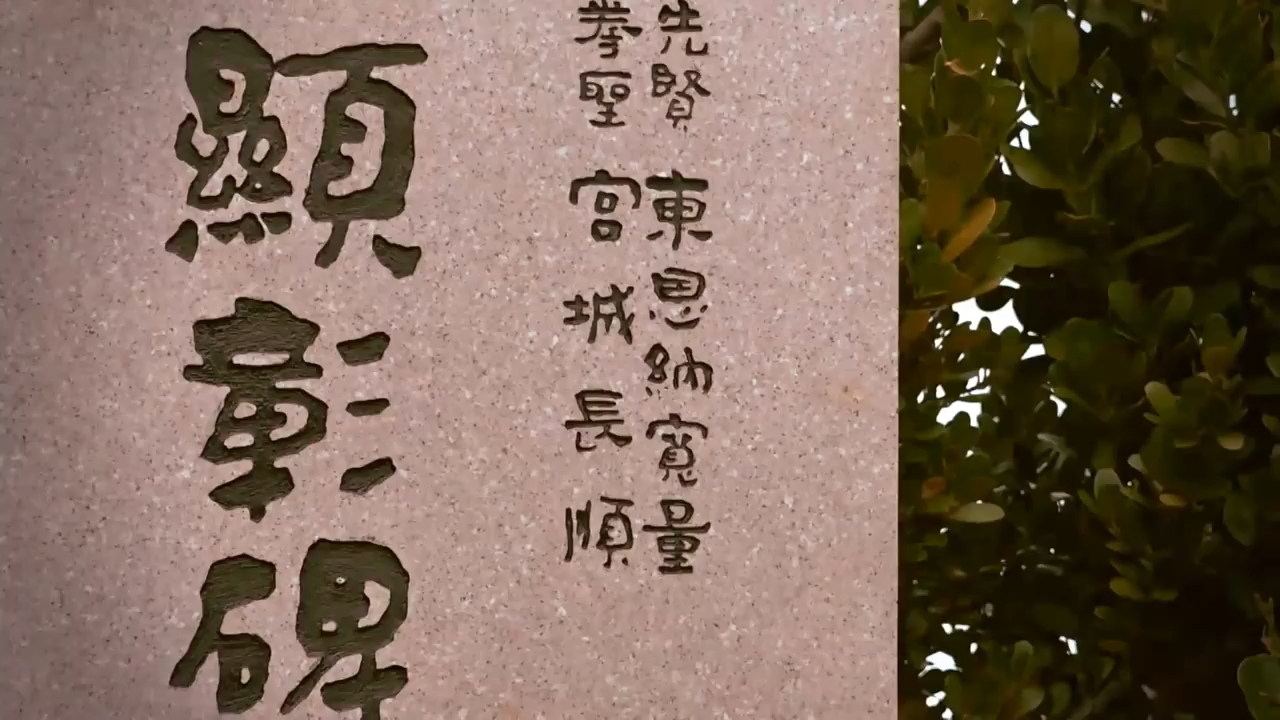 先賢 東恩納寛量
拳聖 宮城長順
顯彰碑